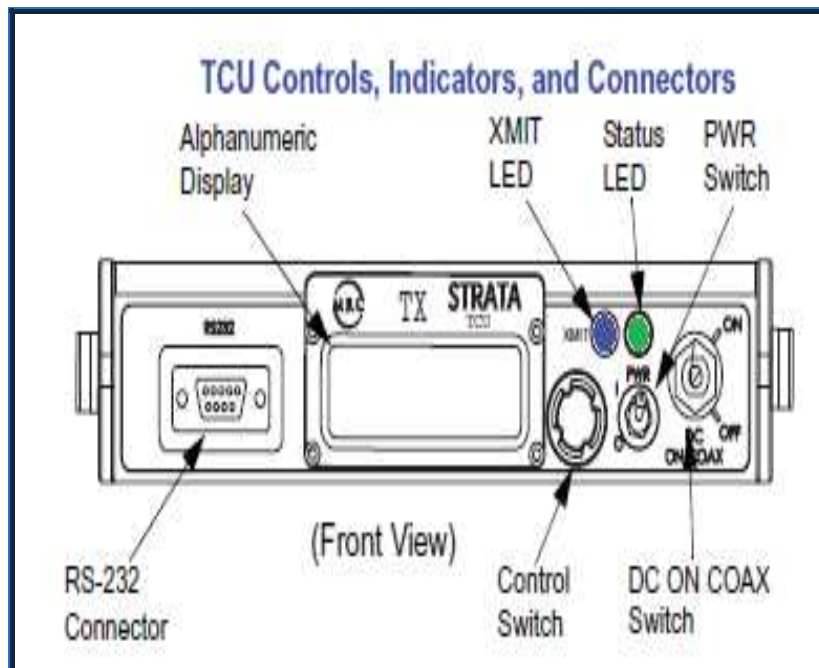 TCU Controls, Indicators, and Connectors
Alphanumeric
Display
XMIT
LED
Status
LED
PWR
Switch
M.R.C
TX
STRATA
TCU
RS232
XMIT
PWR
ON
I
O
OFF
DC
ON COAX
(Front View)
RS-232
Connector
Control
Switch
DC ON COAX
Switch